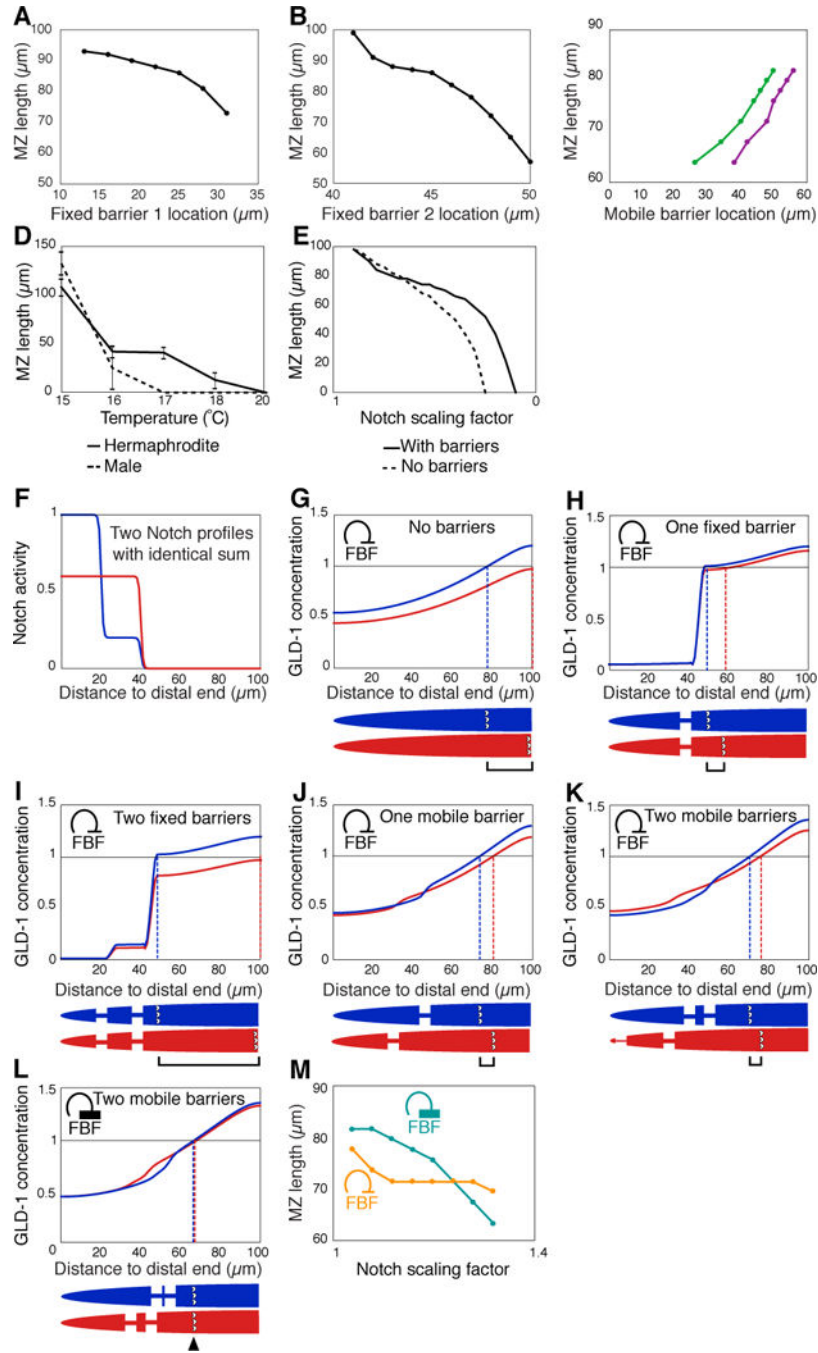 A
MZ length (µm)
100
90
80
70
60
50
10 15 20 25 30 35
Fixed barrier 1 location (µm)
B
MZ length (µm)
100
90
80
70
60
50
40 45 50
Fixed barrier 2 location (µm)
MZ length (µm)
90
80
70
60
0 10 20 30 40 50 60
Mobile barrier location (µm)
D
MZ length (µm)
150
100
50
0
15 16 17 18 20
Temperature (˚C)
Hermaphrodite
Male
E
MZ length (µm)
100
80
60
40
20
0
1 0
Notch scaling factor
With barriers
No barriers
F
Two Notch profiles
with identical sum
Notch activity
1
0.5
0
0 20 40 60 80 100
Distance to distal end (µm)
G
No barriers
FBF
GLD-1 concentration
1.5
1
0.5
0
0 20 40 60 80 100
Distance to distal end (µm)
H
One fixed barrier
FBF
GLD-1 concentration
1.5
1
0.5
0
0 20 40 60 80 100
Distance to distal end (µm)
I
Two fixed barriers
FBF
GLD-1 concentration
1.5
1
0.5
0
20 40 60 80 100
Distance to distal end (µm)
J
One mobile barrier
FBF
GLD-1 concentration
1.5
1
0.5
0
20 40 60 80 100
Distance to distal end (µm)
K
Two mobile barriers
FBF
GLD-1 concentration
1.5
1
0.5
0
20 40 60 80 100
Distance to distal end (µm)
L
Two mobile barriers
FBF
GLD-1 concentration
1.5
1
0.5
0
0 20 40 60 80 100
Distance to distal end (µm)
M
FBF
FBF
MZ length (µm)
90
80
70
60
1 1.4
Notch scaling factor